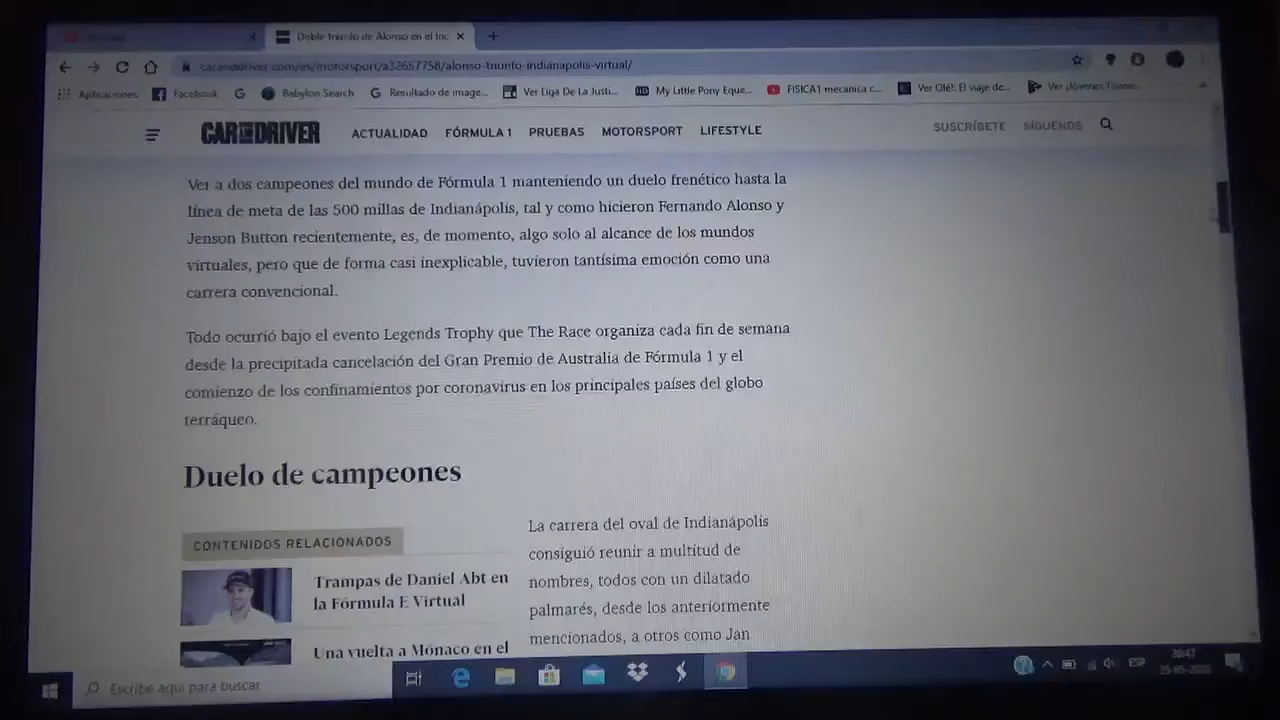 Doble triunfo de Alonso en el Inc
caranddriver.com/es/motorsport/a32657758/alonso-triunfo-indianapolis-virtual/
Aplicaciones Facebook Babylon Search Resultado de image... Ver Liga De La Justi... My Little Pony Eque... FISICA1 mecanica c... Ver Olé!: El viaje de... Ver ¡Jóvenes Titane...
CAR AND DRIVER ACTUALIDAD FÓRMULA 1 PRUEBAS MOTORSPORT LIFESTYLE SUSCRÍBETE SÍGUENOS
Ver a dos campeones del mundo de Fórmula 1 manteniendo un duelo frenético hasta la
línea de meta de las 500 millas de Indianápolis, tal y como hicieron Fernando Alonso y
Jenson Button recientemente, es, de momento, algo solo al alcance de los mundos
virtuales, pero que de forma casi inexplicable, tuvieron tantísima emoción como una
carrera convencional.
Todo ocurrió bajo el evento Legends Trophy que The Race organiza cada fin de semana
desde la precipitada cancelación del Gran Premio de Australia de Fórmula 1 y el
comienzo de los confinamientos por coronavirus en los principales países del globo
terráqueo.
Duelo de campeones
CONTENIDOS RELACIONADOS
Trampas de Daniel Abt en
la Fórmula E Virtual
Una vuelta a Mónaco en el
La carrera del oval de Indianápolis
consiguió reunir a multitud de
nombres, todos con un dilatado
palmarés, desde los anteriormente
mencionados, a otros como Jan
Escribe aquí para buscar
ESP
20:47